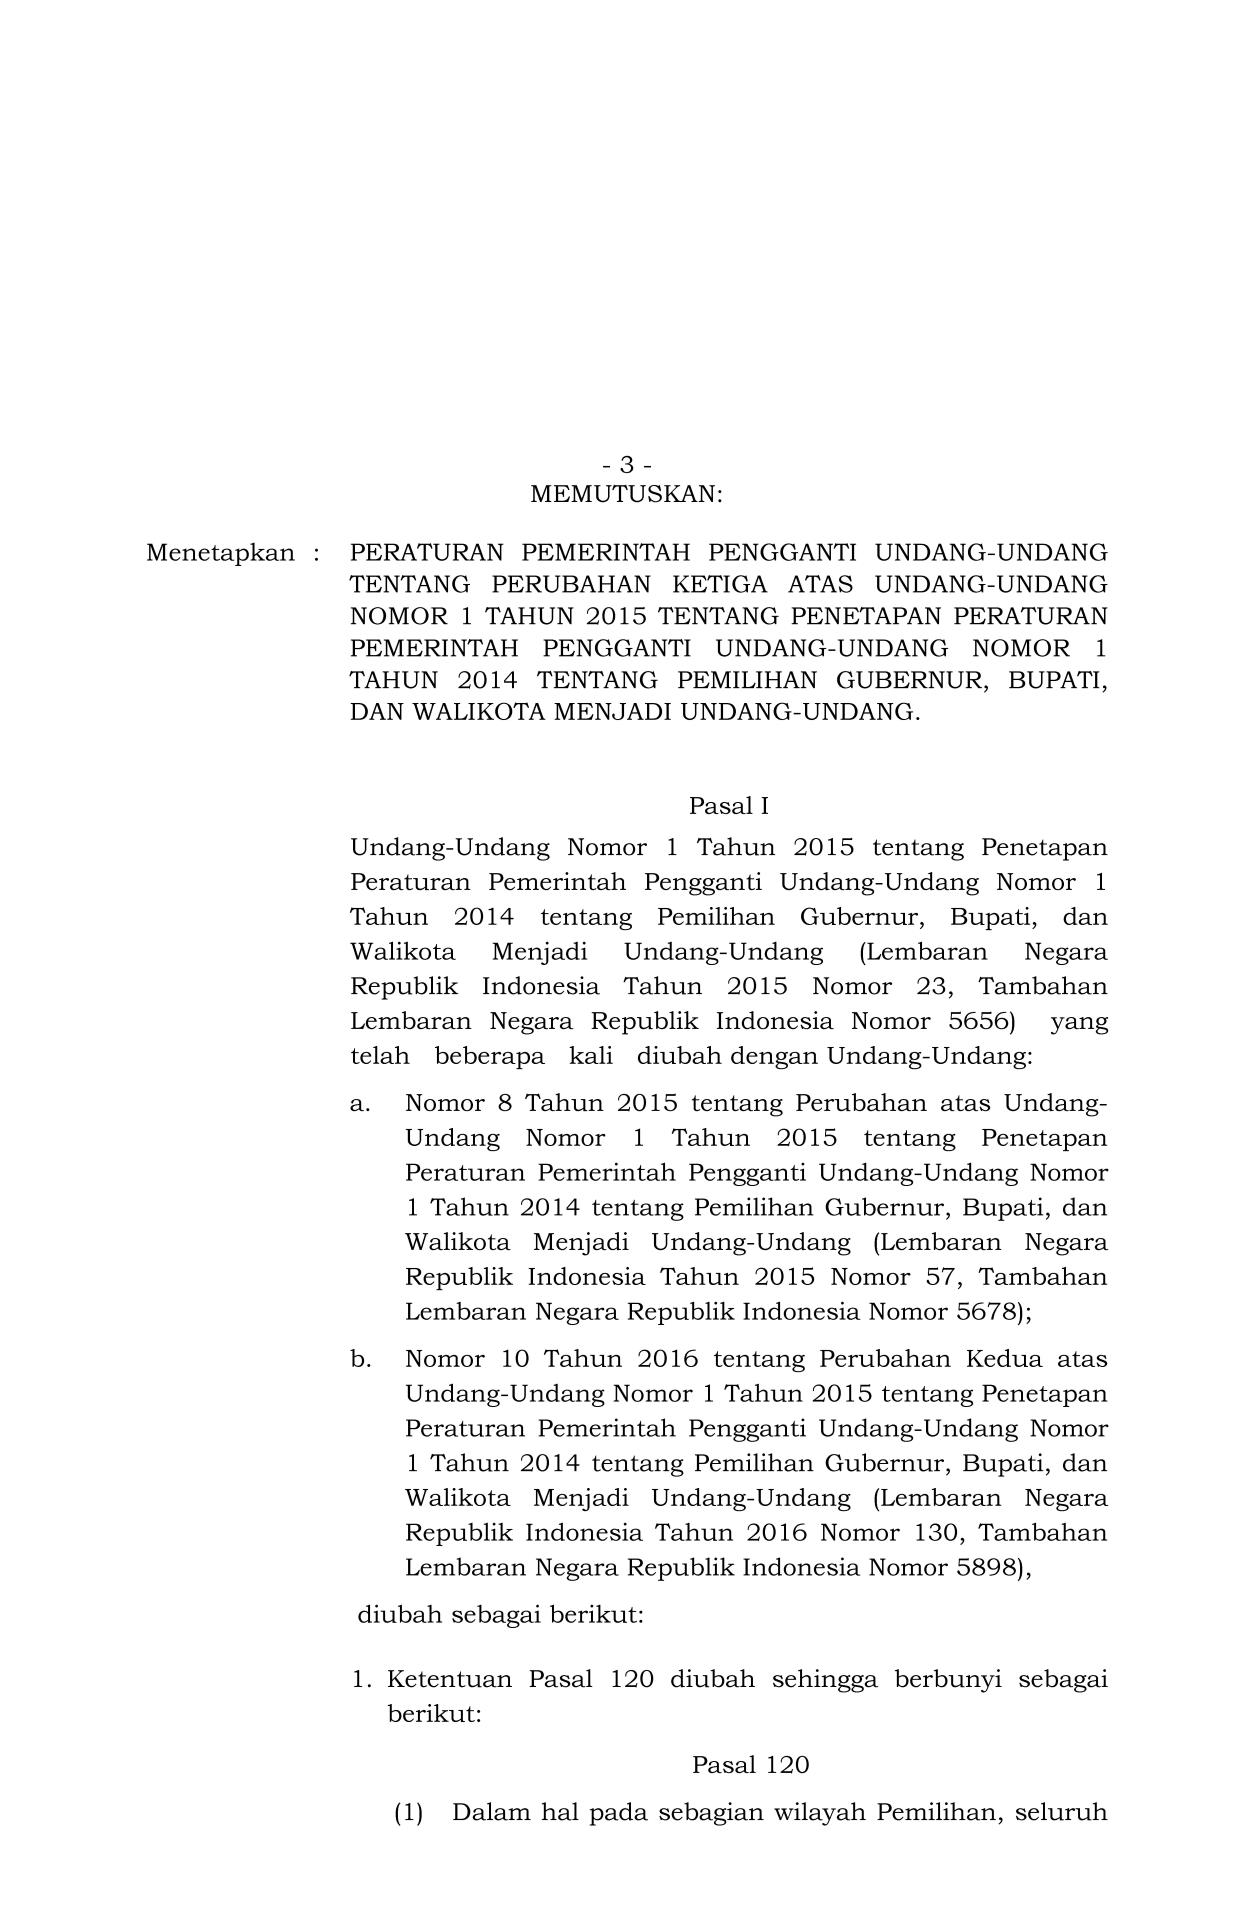 - 3 -
MEMUTUSKAN:
Menetapkan : PERATURAN PEMERINTAH PENGGANTI UNDANG-UNDANG
TENTANG PERUBAHAN KETIGA ATAS UNDANG-UNDANG
NOMOR 1 TAHUN 2015 TENTANG PENETAPAN PERATURAN
PEMERINTAH PENGGANTI UNDANG-UNDANG NOMOR 1
TAHUN 2014 TENTANG PEMILIHAN GUBERNUR, BUPATI,
DAN WALIKOTA MENJADI UNDANG-UNDANG.
Pasal I
Undang-Undang Nomor 1 Tahun 2015 tentang Penetapan
Peraturan Pemerintah Pengganti Undang-Undang Nomor 1
Tahun 2014 tentang Pemilihan Gubernur, Bupati, dan
Walikota Menjadi Undang-Undang (Lembaran Negara
Republik Indonesia Tahun 2015 Nomor 23, Tambahan
Lembaran Negara Republik Indonesia Nomor 5656) yang
telah beberapa kali diubah dengan Undang-Undang:
a. Nomor 8 Tahun 2015 tentang Perubahan atas Undang-
Undang Nomor 1 Tahun 2015 tentang Penetapan
Peraturan Pemerintah Pengganti Undang-Undang Nomor
1 Tahun 2014 tentang Pemilihan Gubernur, Bupati, dan
Walikota Menjadi Undang-Undang (Lembaran Negara
Republik Indonesia Tahun 2015 Nomor 57, Tambahan
Lembaran Negara Republik Indonesia Nomor 5678);
b. Nomor 10 Tahun 2016 tentang Perubahan Kedua atas
Undang-Undang Nomor 1 Tahun 2015 tentang Penetapan
Peraturan Pemerintah Pengganti Undang-Undang Nomor
1 Tahun 2014 tentang Pemilihan Gubernur, Bupati, dan
Walikota Menjadi Undang-Undang (Lembaran Negara
Republik Indonesia Tahun 2016 Nomor 130, Tambahan
Lembaran Negara Republik Indonesia Nomor 5898),
diubah sebagai berikut:
1. Ketentuan Pasal 120 diubah sehingga berbunyi sebagai
berikut:
Pasal 120
(1) Dalam hal pada sebagian wilayah Pemilihan, seluruh